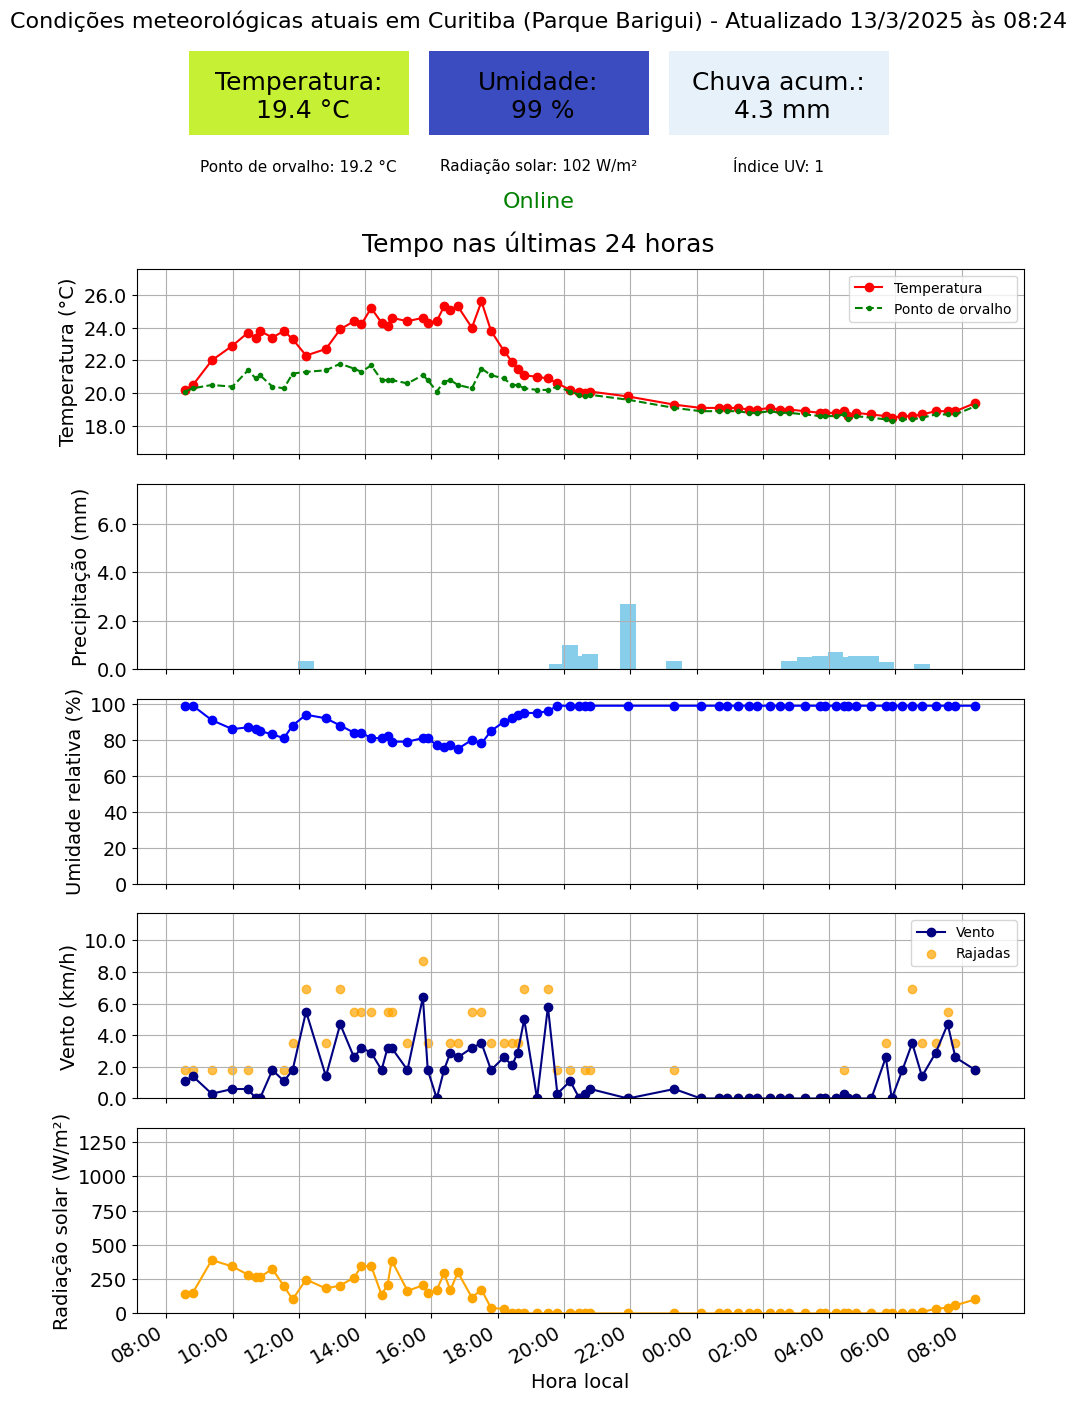 Condições meteorológicas atuais em Curitiba (Parque Barigui) - Atualizado 13/3/2025 às 08:24
Temperatura:
19.4 °C
Umidade:
99 %
Chuva acum.:
4.3 mm
Ponto de orvalho: 19.2 °C
Radiação solar: 102 W/m²
Índice UV: 1
Online
Tempo nas últimas 24 horas
Temperatura (°C)
26.0
24.0
22.0
20.0
18.0
Temperatura
Ponto de orvalho
Precipitação (mm)
6.0
4.0
2.0
0.0
Umidade relativa (%)
100
80
60
40
20
0
Vento (km/h)
10.0
8.0
6.0
4.0
2.0
0.0
Vento
Rajadas
Radiação solar (W/m²)
1250
1000
750
500
250
0
08:00
10:00
12:00
14:00
16:00
18:00
20:00
22:00
00:00
02:00
04:00
06:00
08:00
Hora local